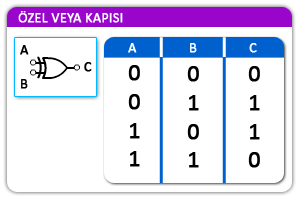 ÖZEL VEYA KAPISI
A
B
C
A B C
0 0 0
0 1 1
1 0 1
1 1 0